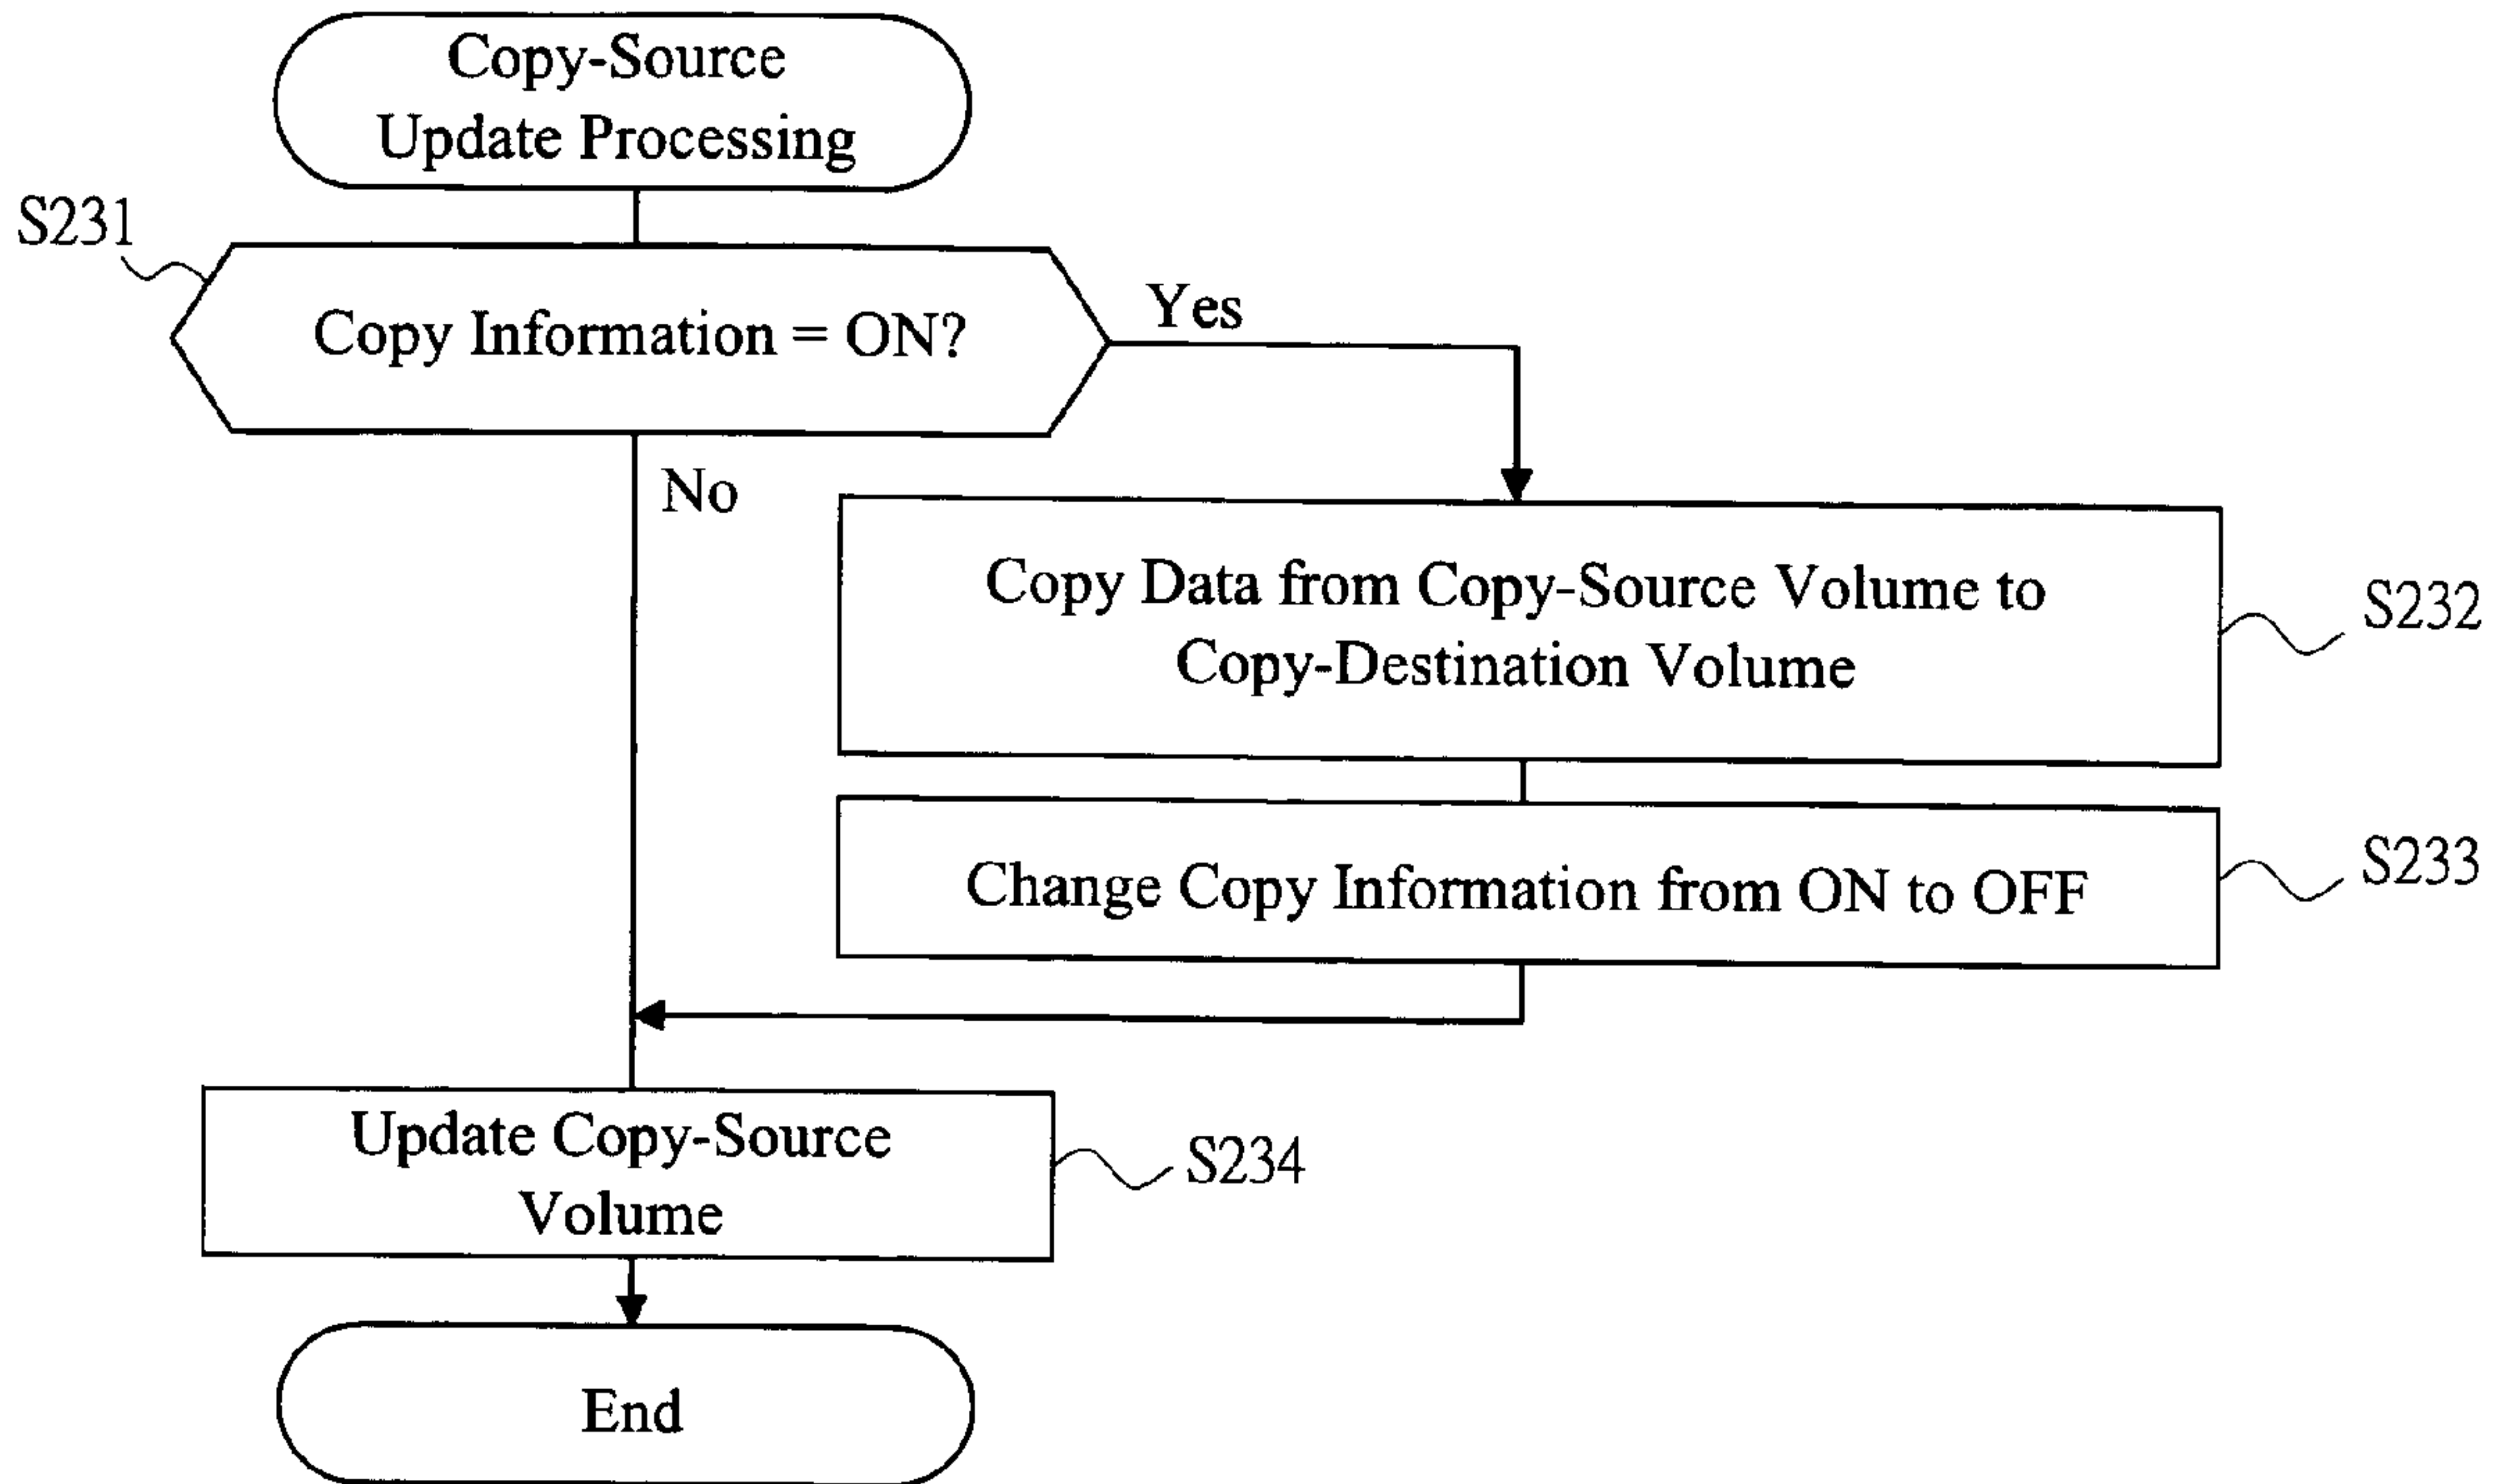 Copy-Source
Update Processing
S231
Copy Information = ON?
Yes
No
Copy Data from Copy-Source Volume to
Copy-Destination Volume
S232
Change Copy Information from ON to OFF
S233
Update Copy-Source
Volume
S234
End